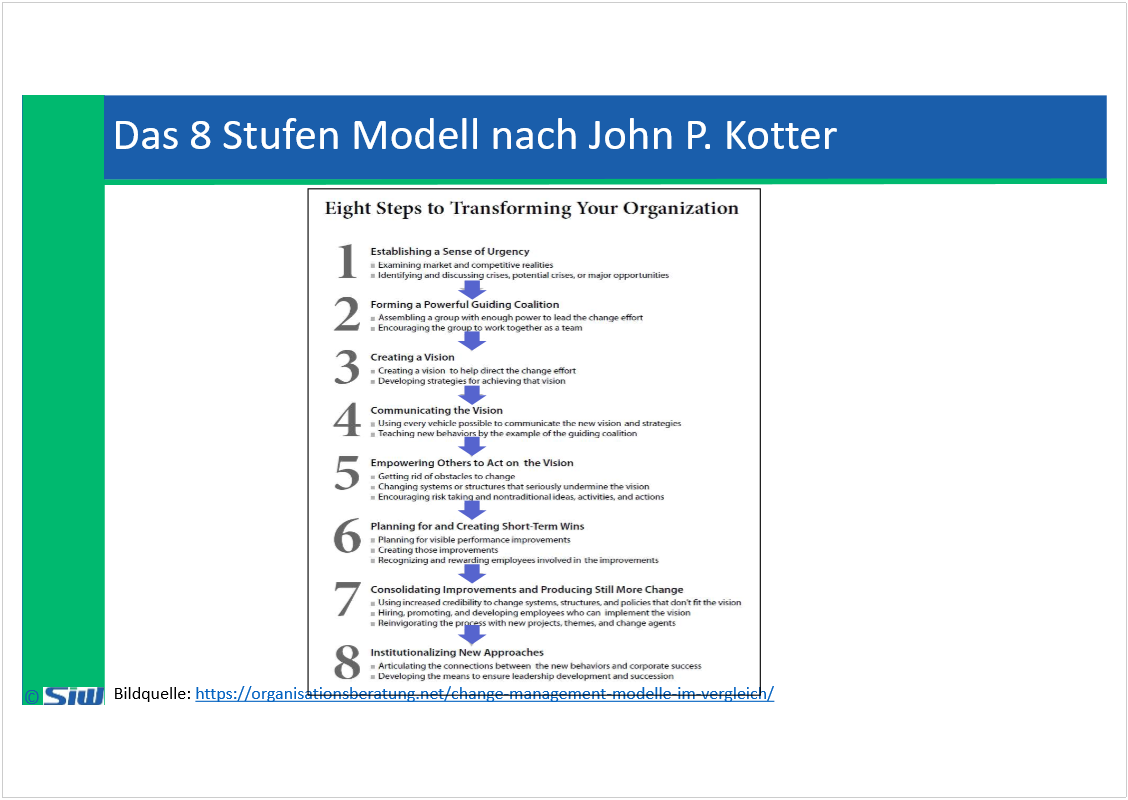 Das 8 Stufen Modell nach John P. Kotter
Eight Steps to Transforming Your Organization
1 Establishing a Sense of Urgency
■ Examining market and competitive realities
■ Identifying and discussing crises, potential crises, or major opportunities
2 Forming a Powerful Guiding Coalition
■ Assembling a group with enough power to lead the change effort
■ Encouraging the group to work together as a team
3 Creating a Vision
■ Creating a vision to help direct the change effort
■ Developing strategies for achieving that vision
4 Communicating the Vision
■ Using every vehicle possible to communicate the new vision and strategies
■ Teaching new behaviors by the example of the guiding coalition
5 Empowering Others to Act on the Vision
■ Getting rid of obstacles to change
■ Changing systems or structures that seriously undermine the vision
■ Encouraging risk taking and nontraditional ideas, activities, and actions
6 Planning for and Creating Short-Term Wins
■ Planning for visible performance improvements
■ Creating those improvements
■ Recognizing and rewarding employees involved in the improvements
7 Consolidating Improvements and Producing Still More Change
■ Using increased credibility to change systems, structures, and policies that don't fit the vision
■ Hiring, promoting, and developing employees who can implement the vision
■ Reinvigorating the process with new projects, themes, and change agents
8 Institutionalizing New Approaches
■ Articulating the connections between the new behaviors and corporate success
■ Developing the means to ensure leadership development and succession
© SIW Bildquelle: https://organisationsberatung.net/change-management-modelle-im-vergleich/